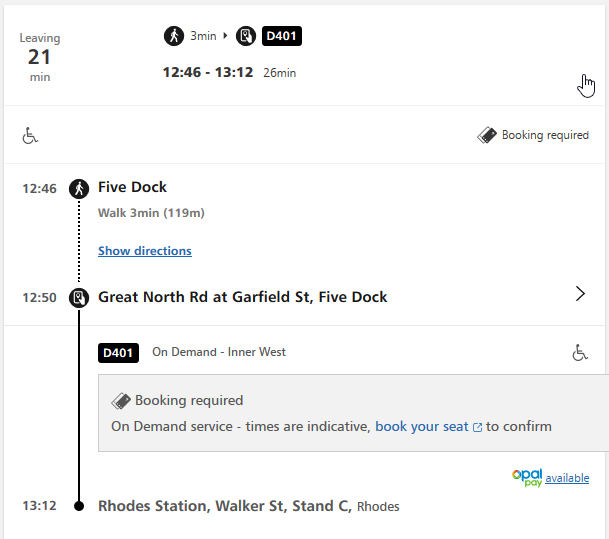 Leaving
21
min
3min
D401
12:46 - 13:12 26min
Booking required
12:46 Five Dock
Walk 3min (119m)
Show directions
12:50 Great North Rd at Garfield St, Five Dock
D401 On Demand - Inner West
Booking required
On Demand service - times are indicative, book your seat to confirm
opal pay available
13:12 Rhodes Station, Walker St, Stand C, Rhodes